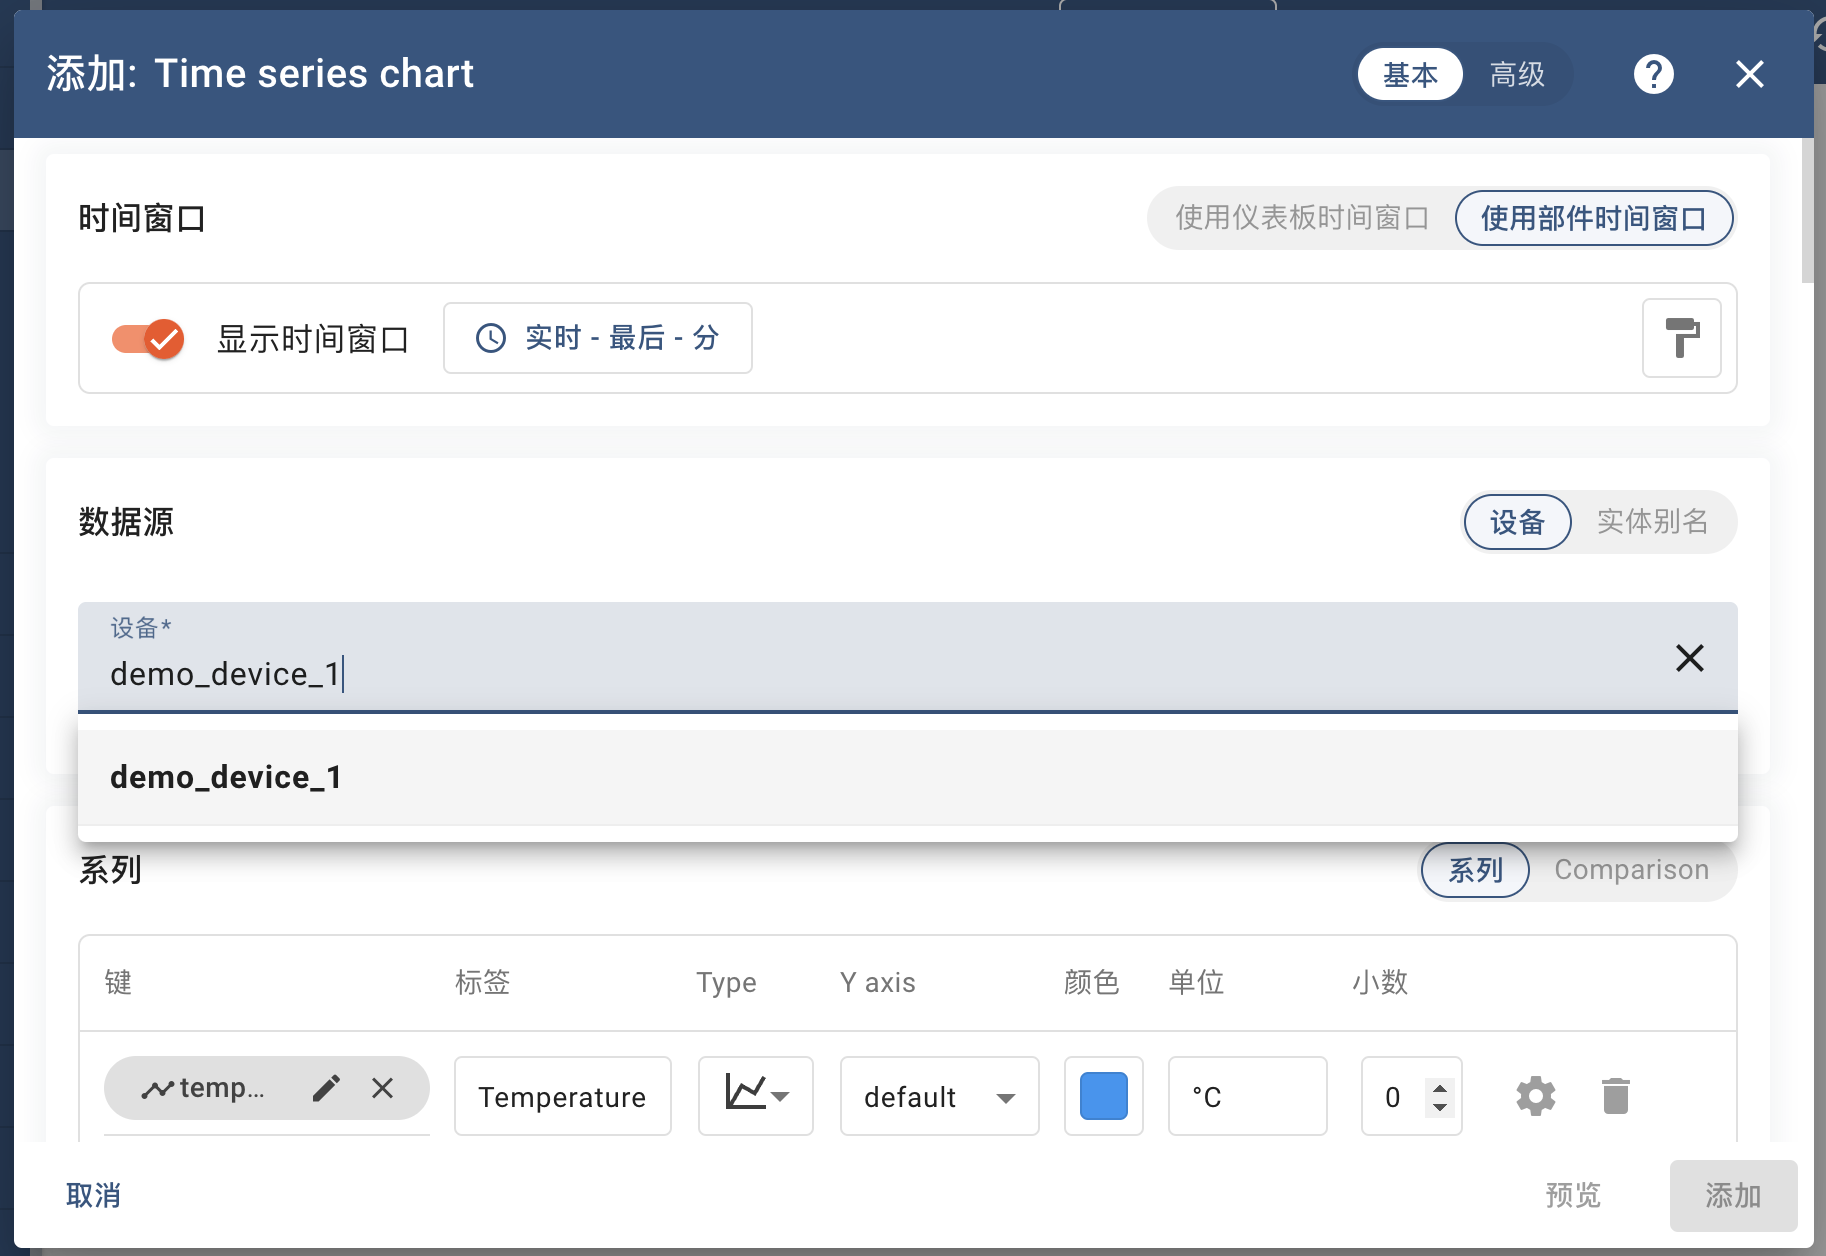 添加: Time series chart
基本 高级
时间窗口
使用仪表板时间窗口 使用部件时间窗口
显示时间窗口 实时 - 最后 - 分
数据源
设备 实体别名
设备*
demo_device_1
demo_device_1
系列
系列 Comparison
键 标签 Type Y axis 颜色 单位 小数
temp... Temperature default °C 0
取消 预览 添加